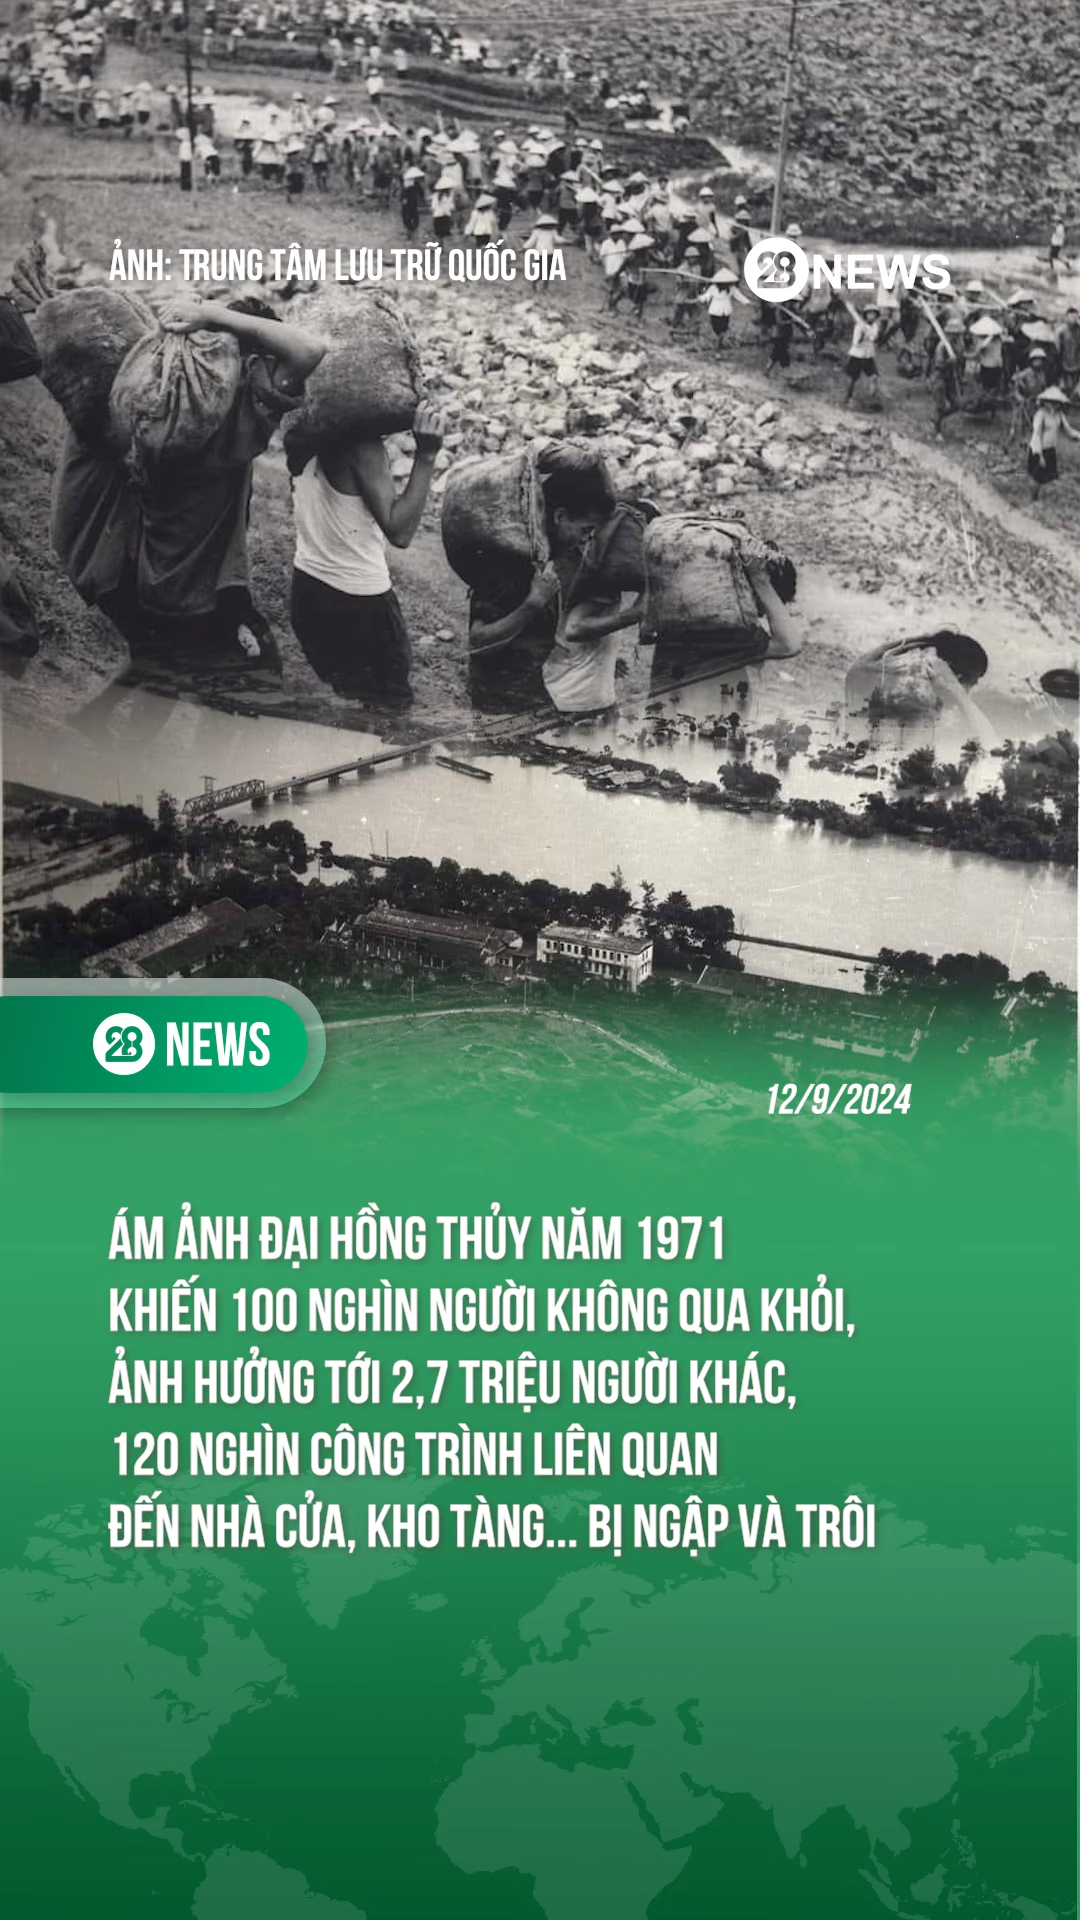 ẢNH: TRUNG TÂM LƯU TRỮ QUỐC GIA
28 NEWS
28 NEWS
12/9/2024
ÁM ẢNH ĐẠI HỒNG THỦY NĂM 1971
KHIẾN 100 NGHÌN NGƯỜI KHÔNG QUA KHỎI,
ẢNH HƯỞNG TỚI 2,7 TRIỆU NGƯỜI KHÁC,
120 NGHÌN CÔNG TRÌNH LIÊN QUAN
ĐẾN NHÀ CỬA, KHO TÀNG... BỊ NGẬP VÀ TRÔI